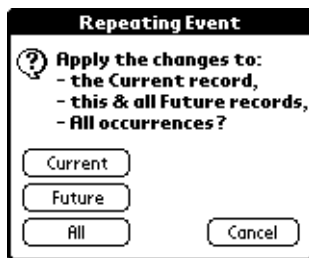 Repeating Event
Apply the changes to:
- the Current record,
- this & all Future records,
- All occurrences?
Current
Future
All
Cancel